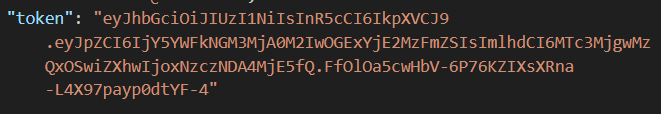 "token": "eyJhbGciOiJIUzI1NiIsInR5cCI6IkpXVCJ9
.eyJpZCI6IjY5YWFkNGM3MjA0M2IwOGExYjE2MzFmZSIsImlhdCI6MTc3MjgwMz
QxOSwiZXhwIjoxNzczNDA4MjE5fQ.FfOlOa5cwHbV-6P76KZIXsXRna
-L4X97payp0dtYF-4"